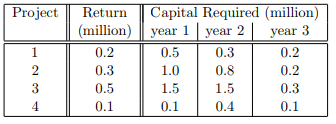 Project Return Capital Required (million)
(million) year 1 year 2 year 3
1 0.2 0.5 0.3 0.2
2 0.3 1.0 0.8 0.2
3 0.5 1.5 1.5 0.3
4 0.1 0.1 0.4 0.1